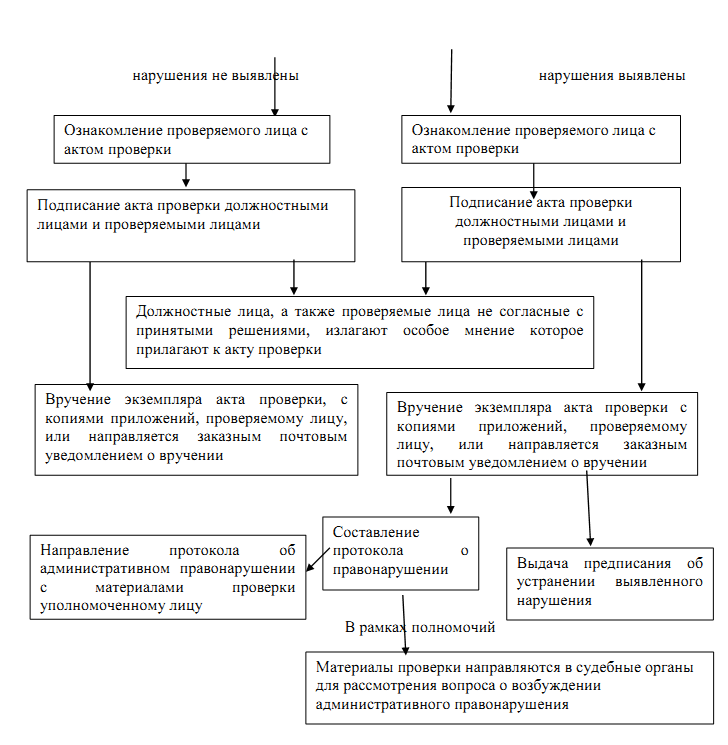 нарушения не выявлены
нарушения выявлены
Ознакомление проверяемого лица с
актом проверки
Ознакомление проверяемого лица с
актом проверки
Подписание акта проверки должностными
лицами и проверяемыми лицами
Подписание акта проверки
должностными лицами и
проверяемыми лицами
Должностные лица, а также проверяемые лица не согласные с
принятыми решениями, излагают особое мнение которое
прилагают к акту проверки
Вручение экземпляра акта проверки, с
копиями приложений, проверяемому лицу,
или направляется заказным почтовым
уведомлением о вручении
Вручение экземпляра акта проверки с
копиями приложений, проверяемому
лицу, или направляется заказным
почтовым уведомлением о вручении
Составление
протокола о
правонарушении
Направление протокола об
административном правонарушении
с материалами проверки
уполномоченному лицу
Выдача предписания об
устранении выявленного
нарушения
В рамках полномочий
Материалы проверки направляются в судебные органы
для рассмотрения вопроса о возбуждении
административного правонарушения